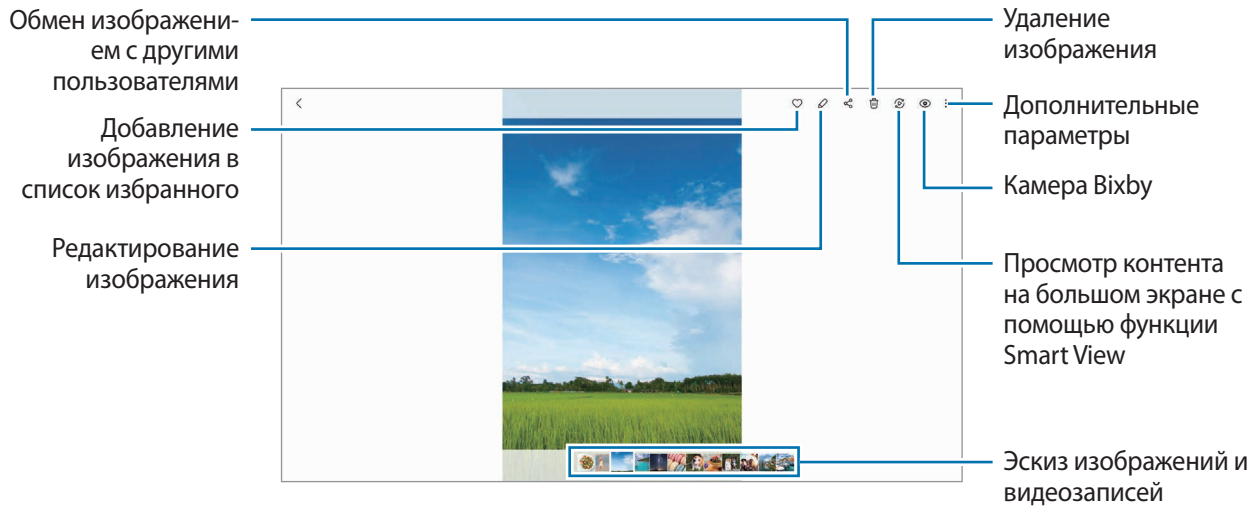 Обмен изображени-
ем с другими
пользователями
Добавление
изображения в
список избранного
Редактирование
изображения
Удаление
изображения
Дополнительные
параметры
Камера Bixby
Просмотр контента
на большом экране с
помощью функции
Smart View
Эскиз изображений и
видеозаписей